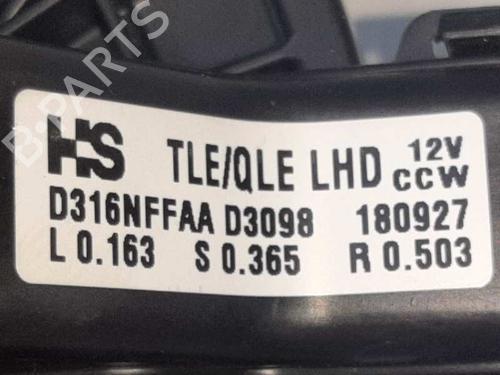 B-PARTS
HS TLE/QLE LHD 12V CCW
D316NFFAA D3098 180927
L 0.163 S 0.365 R 0.503